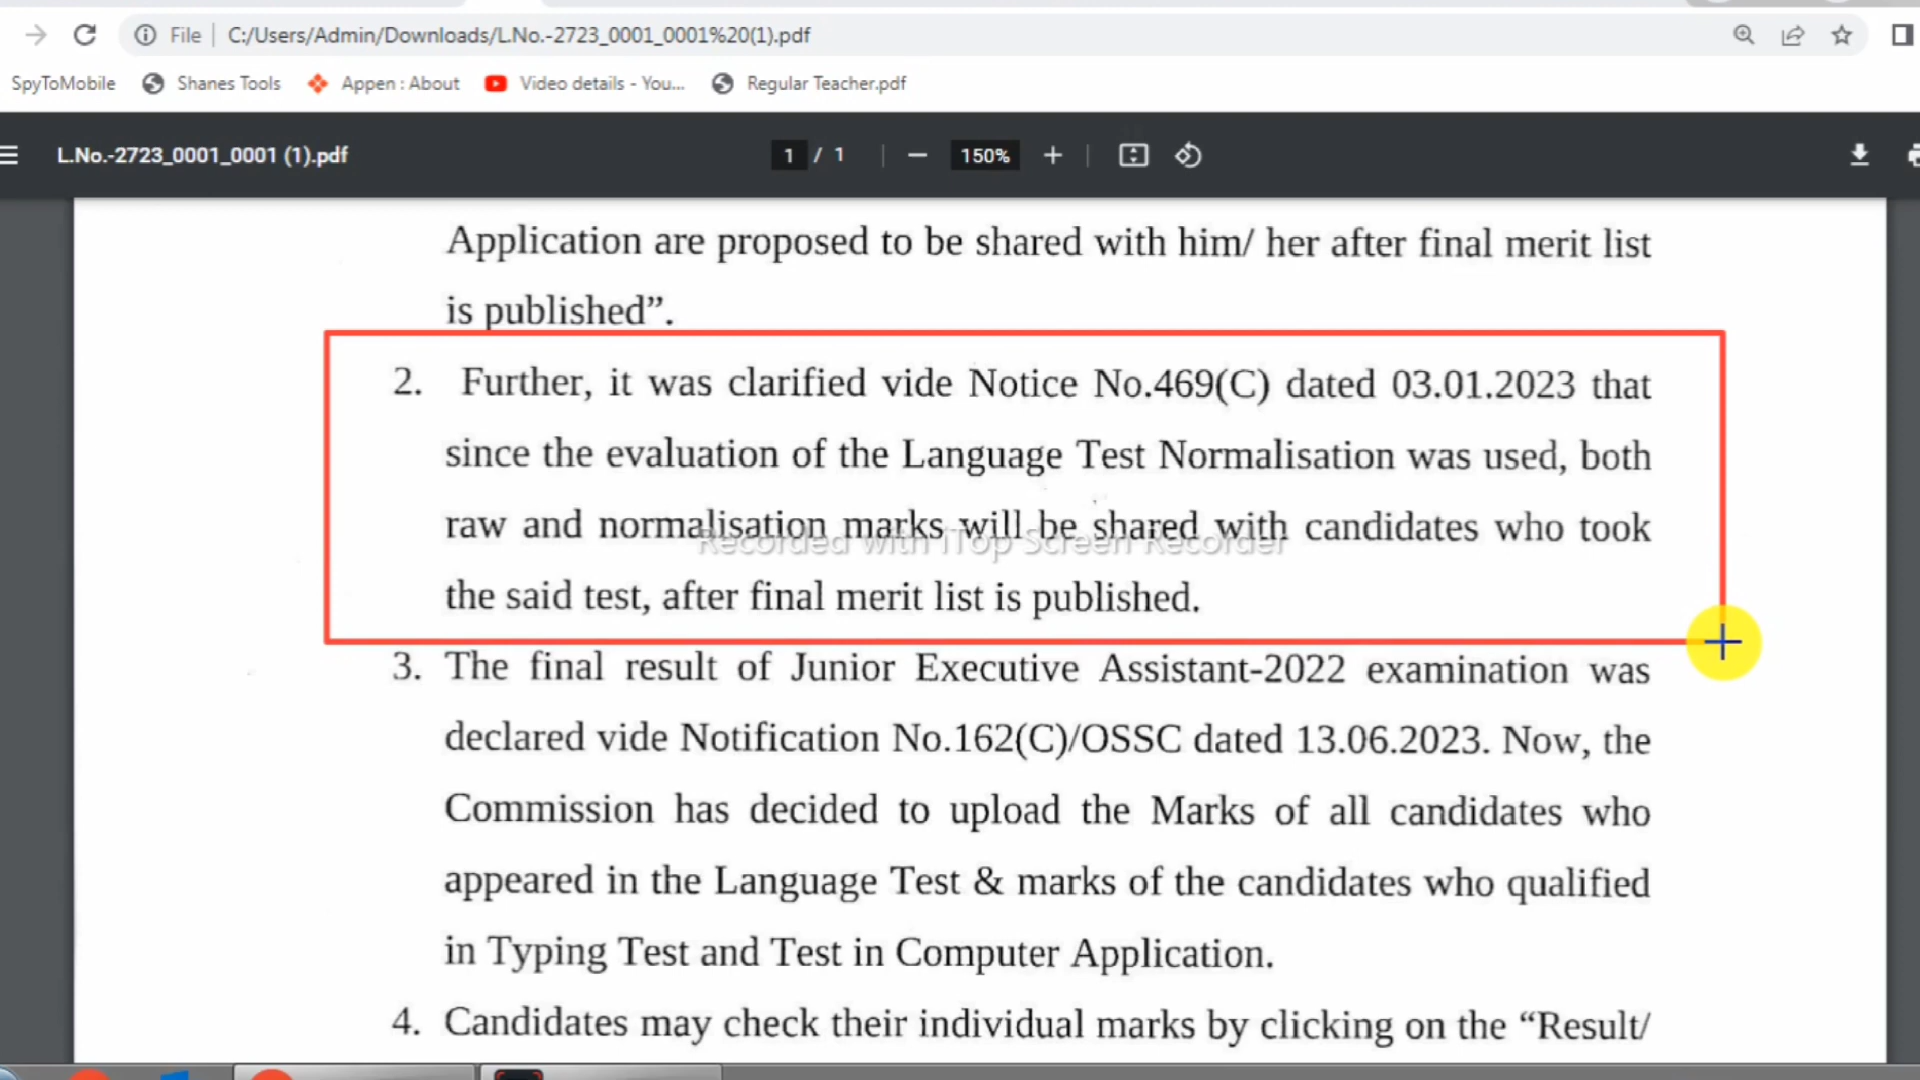 File C:/Users/Admin/Downloads/L.No.-2723_0001_0001%20(1).pdf
SpyToMobile Shanes Tools Appen : About Video details - You... Regular Teacher.pdf
L.No.-2723_0001_0001 (1).pdf 1 / 1 150%
Application are proposed to be shared with him/ her after final merit list
is published”.
2. Further, it was clarified vide Notice No.469(C) dated 03.01.2023 that
since the evaluation of the Language Test Normalisation was used, both
raw and normalisation marks will be shared with candidates who took
Recorded with iTop Screen Recorder
the said test, after final merit list is published.
3. The final result of Junior Executive Assistant-2022 examination was
declared vide Notification No.162(C)/OSSC dated 13.06.2023. Now, the
Commission has decided to upload the Marks of all candidates who
appeared in the Language Test & marks of the candidates who qualified
in Typing Test and Test in Computer Application.
4. Candidates may check their individual marks by clicking on the “Result/